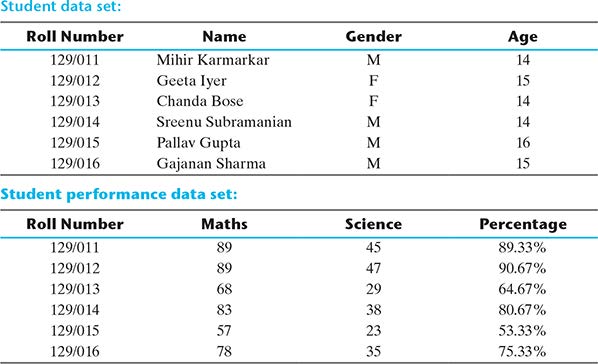 Student data set:
Roll Number Name Gender Age
129/011 Mihir Karmarkar M 14
129/012 Geeta Iyer F 15
129/013 Chanda Bose F 14
129/014 Sreenu Subramanian M 14
129/015 Pallav Gupta M 16
129/016 Gajanan Sharma M 15
Student performance data set:
Roll Number Maths Science Percentage
129/011 89 45 89.33%
129/012 89 47 90.67%
129/013 68 29 64.67%
129/014 83 38 80.67%
129/015 57 23 53.33%
129/016 78 35 75.33%